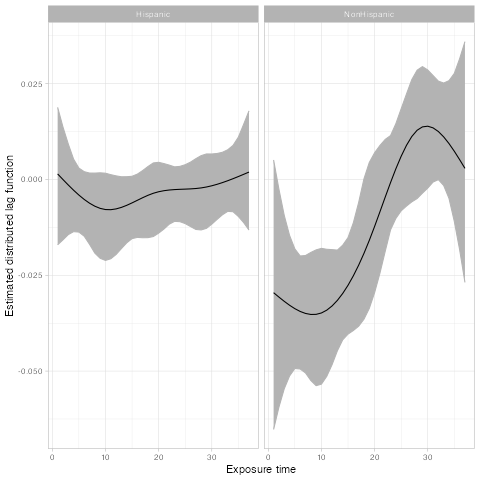 Hispanic NonHispanic
Estimated distributed lag function
0.025
0.000
-0.025
-0.050
0 10 20 30 0 10 20 30
Exposure time